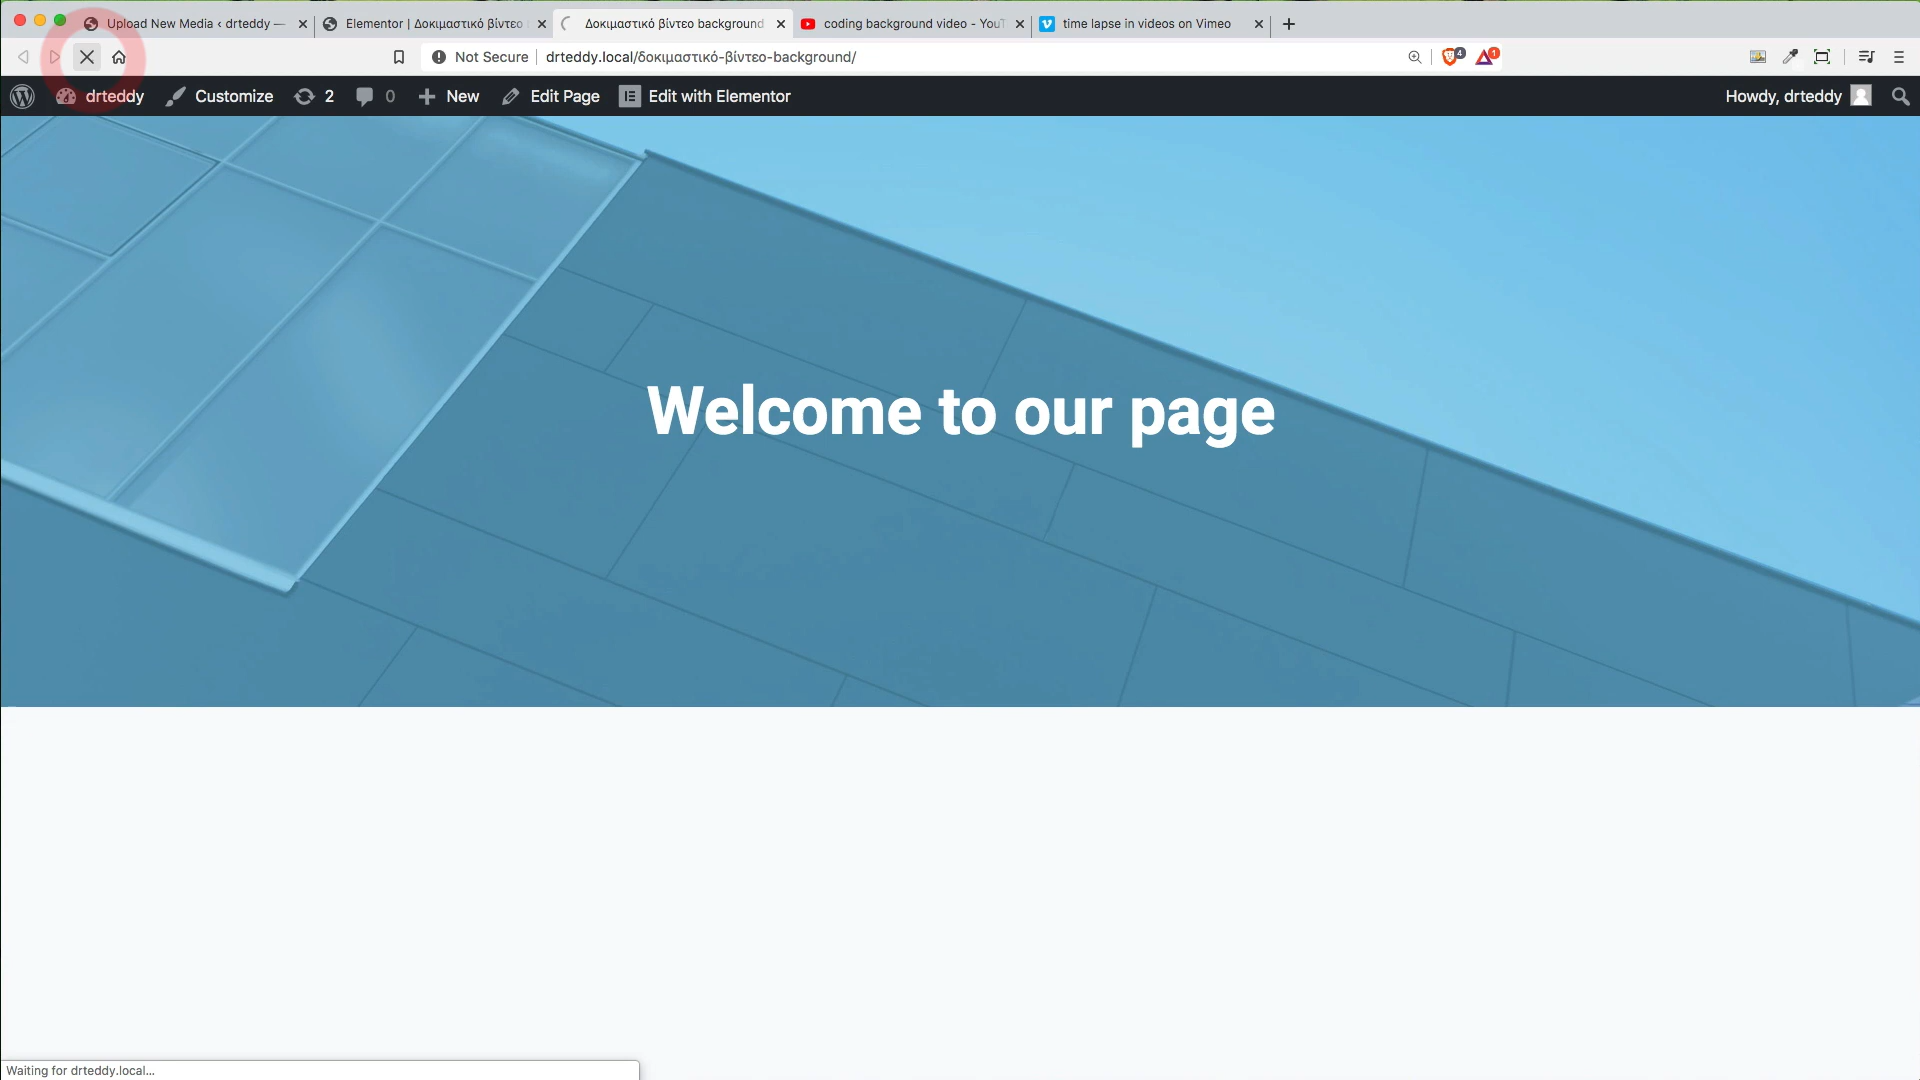 Upload New Media ‹ drteddy —
Elementor | Δοκιμαστικό βίντεο
Δοκιμαστικό βίντεο background
coding background video - YouT
time lapse in videos on Vimeo
Not Secure
drteddy.local/δοκιμαστικό-βίντεο-background/
4
1
drteddy
Customize
2
0
New
Edit Page
Edit with Elementor
Howdy, drteddy
Welcome to our page
Waiting for drteddy.local...